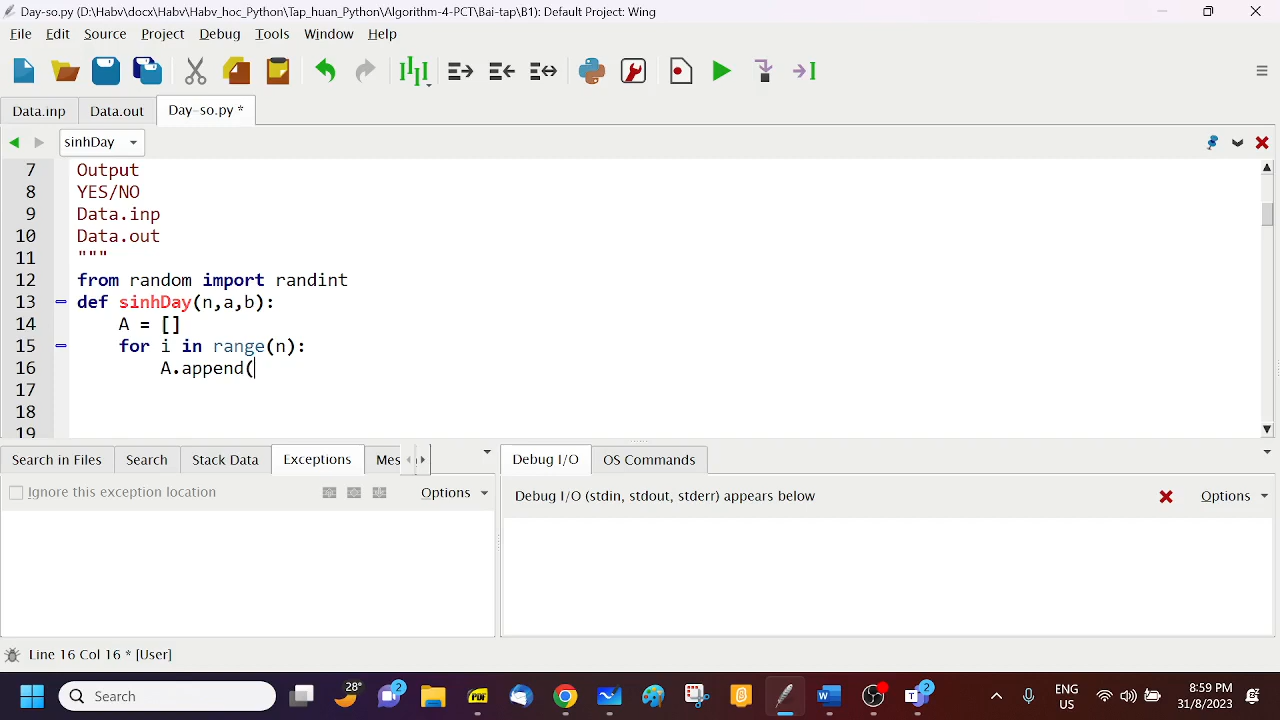 Day-so.py (D:\Habv\docx\Habv\Habv_hoc_Python\Tap_huan_Python\Algorithm-4-PCT\Bai-tap\B1): Default Project: Wing
File Edit Source Project Debug Tools Window Help
Data.inp Data.out Day-so.py *
sinhDay
7 Output
8 YES/NO
9 Data.inp
10 Data.out
11 """
12 from random import randint
13 def sinhDay(n,a,b):
14 A = []
15 for i in range(n):
16 A.append(
17
18
19
Search in Files Search Stack Data Exceptions Mes
Debug I/O OS Commands
Ignore this exception location Options
Debug I/O (stdin, stdout, stderr) appears below Options
Line 16 Col 16 * [User]
Search 28° 2 PDF 2
ENG US 8:59 PM 31/8/2023